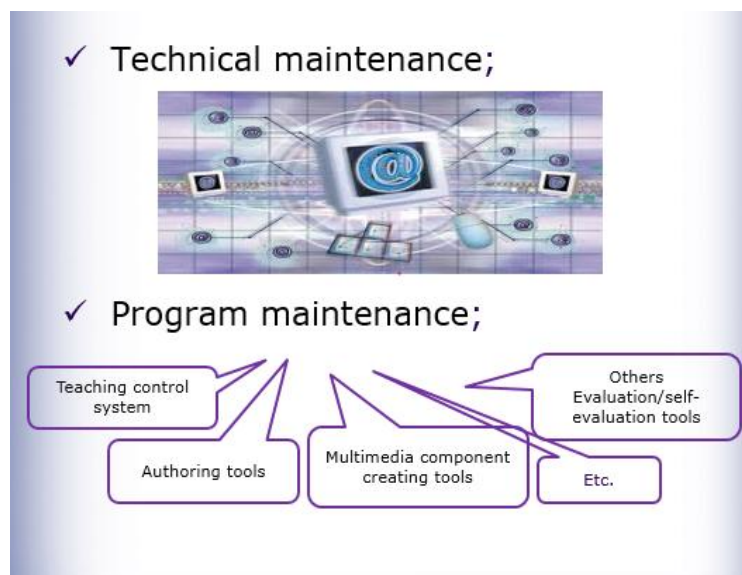 ✓ Technical maintenance;
@
✓ Program maintenance;
Teaching control
system
Authoring tools
Multimedia component
creating tools
Etc.
Others
Evaluation/self-
evaluation tools